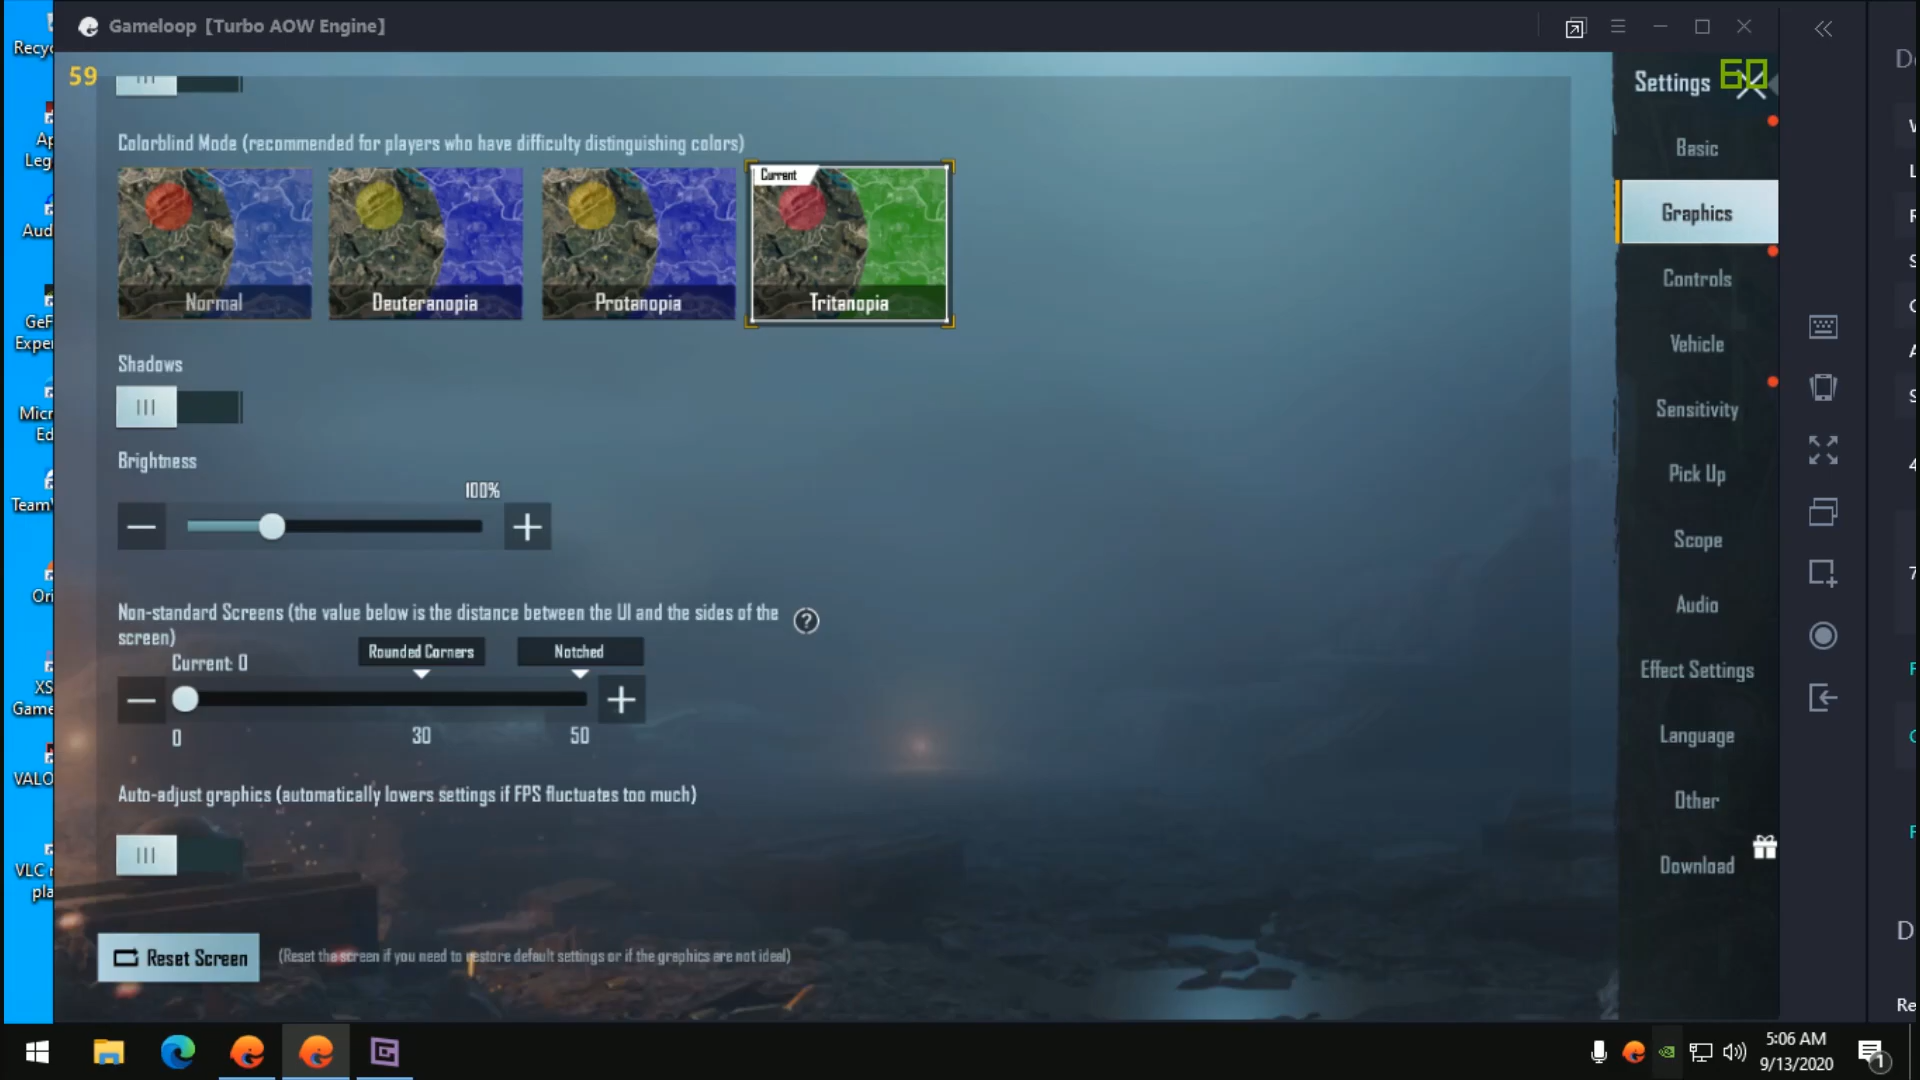 Gameloop [Turbo AOW Engine]
59
60
Settings
Colorblind Mode (recommended for players who have difficulty distinguishing colors)
Current
Normal
Deuteranopia
Protanopia
Tritanopia
Shadows
Brightness
100%
Non-standard Screens (the value below is the distance between the UI and the sides of the
screen)
Current: 0
Rounded Corners
Notched
0
30
50
Auto-adjust graphics (automatically lowers settings if FPS fluctuates too much)
Reset Screen
(Reset the screen if you need to restore default settings or if the graphics are not ideal)
Basic
Graphics
Controls
Vehicle
Sensitivity
Pick Up
Scope
Audio
Effect Settings
Language
Other
Download
5:06 AM
9/13/2020
1